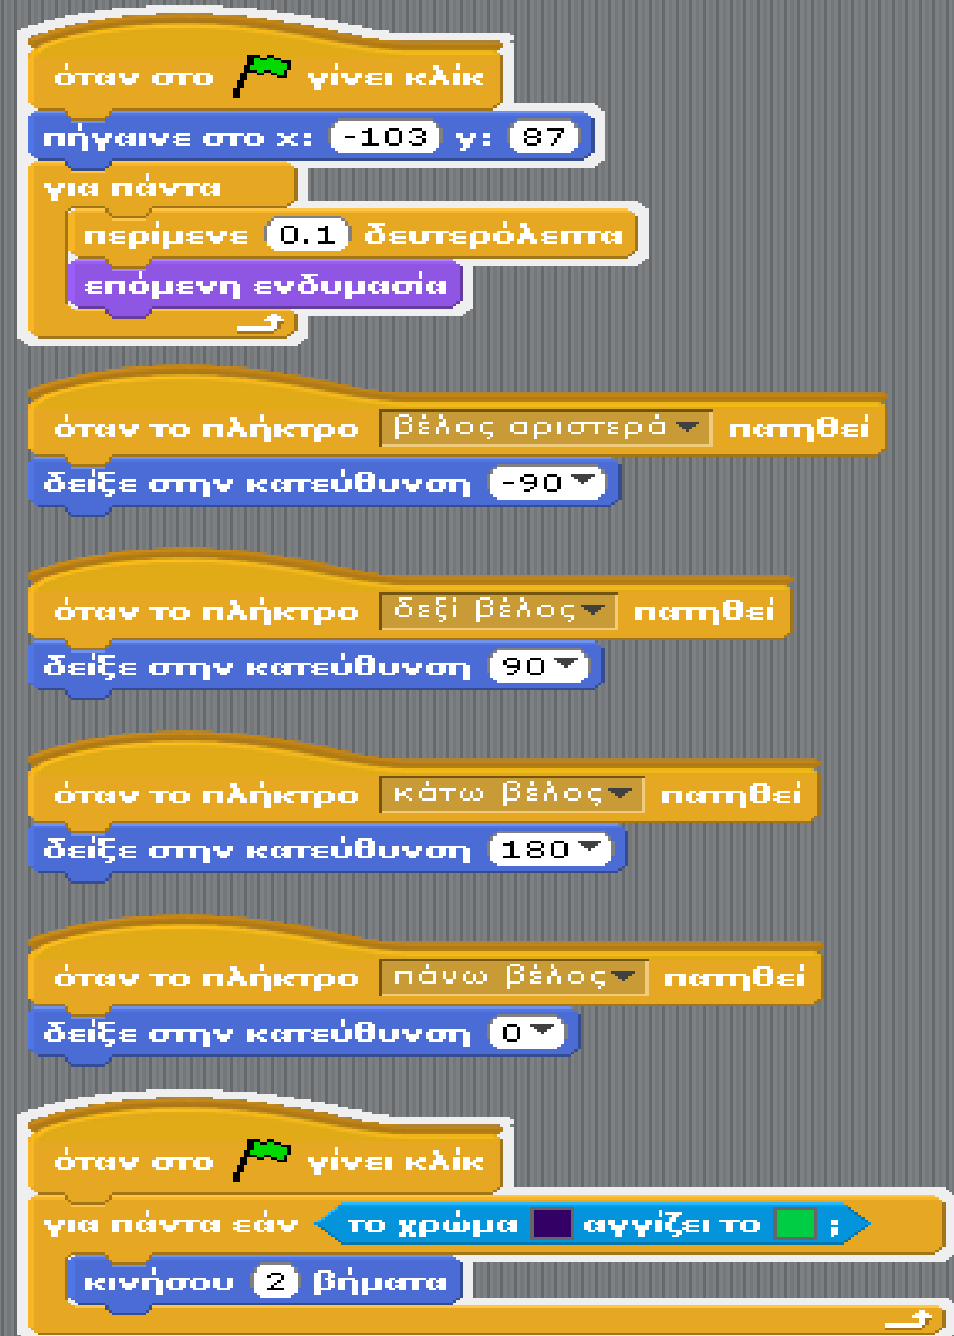 όταν στο γίνει κλίκ
πήγαινε στο x: -103 y: 87
για πάντα
περίμενε 0.1 δευτερόλεπτα
επόμενη ενδυμασία
όταν το πλήκτρο βέλος αριστερά πατηθεί
δείξε στην κατεύθυνση -90
όταν το πλήκτρο δεξί βέλος πατηθεί
δείξε στην κατεύθυνση 90
όταν το πλήκτρο κάτω βέλος πατηθεί
δείξε στην κατεύθυνση 180
όταν το πλήκτρο πάνω βέλος πατηθεί
δείξε στην κατεύθυνση 0
όταν στο γίνει κλίκ
για πάντα εάν το χρώμα αγγίζει το ;
κινήσου 2 βήματα